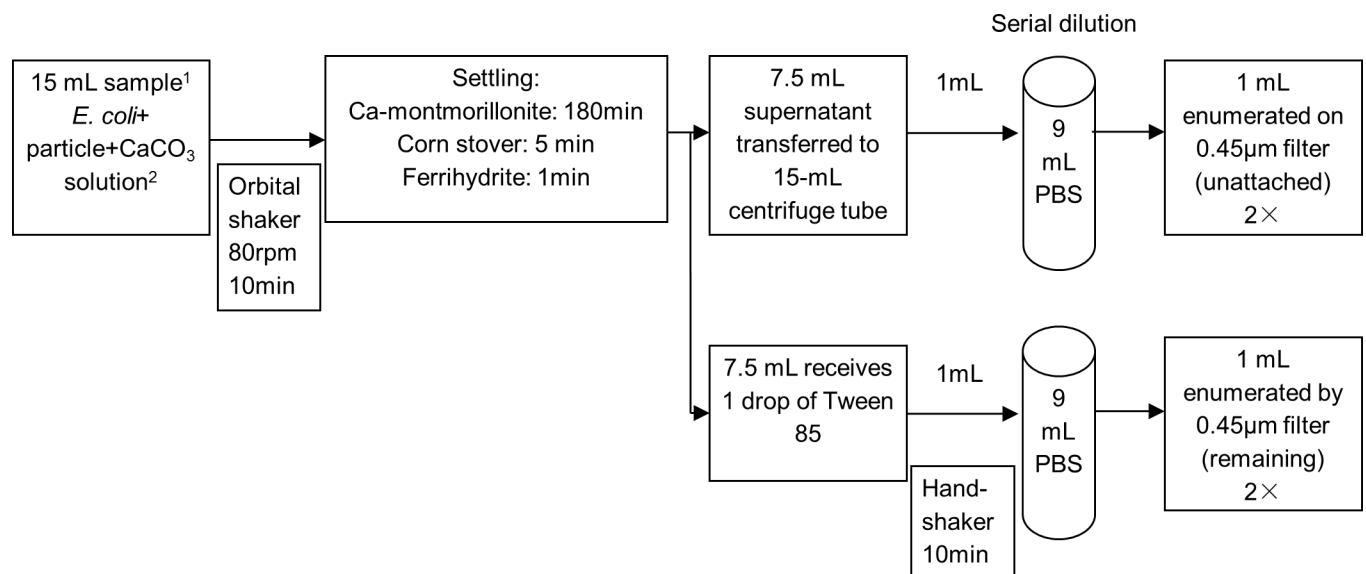 Serial dilution
15 mL sample¹
E. coli+
particle+CaCO₃
solution²
Orbital
shaker
80rpm
10min
Settling:
Ca-montmorillonite: 180min
Corn stover: 5 min
Ferrihydrite: 1min
7.5 mL
supernatant
transferred to
15-mL
centrifuge tube
1mL
9
mL
PBS
1 mL
enumerated on
0.45µm filter
(unattached)
2×
7.5 mL receives
1 drop of Tween
85
1mL
Hand-
shaker
10min
9
mL
PBS
1 mL
enumerated by
0.45µm filter
(remaining)
2×